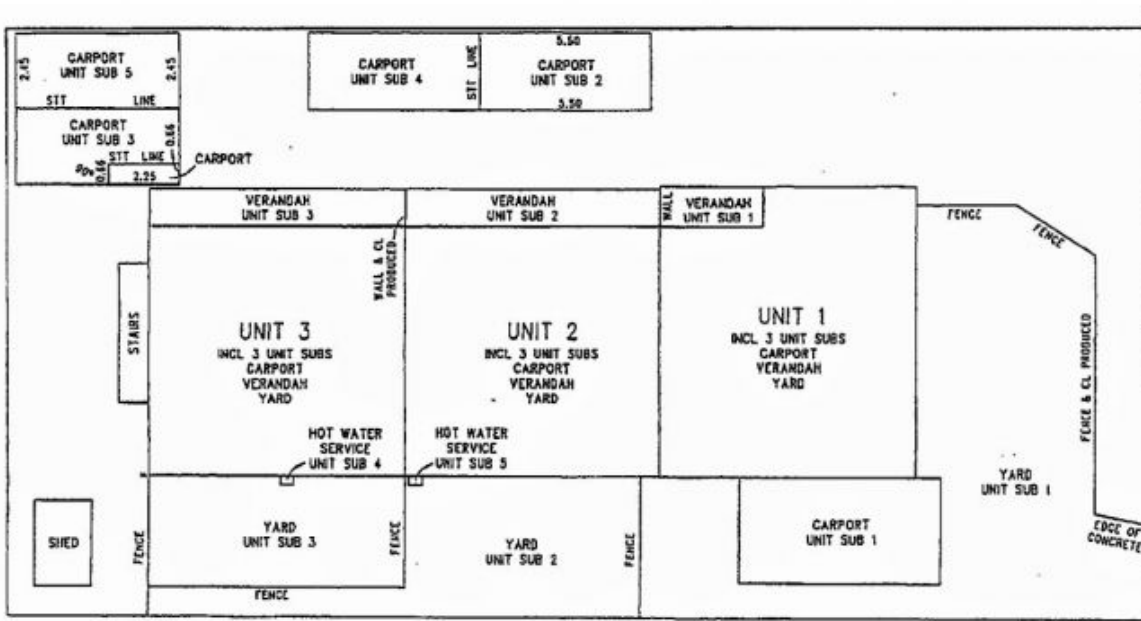 CARPORT
UNIT SUB 5
2.45
2.45
STT LINE
CARPORT
UNIT SUB 3
0.66
STT LINE
0.66
2.25
CARPORT
CARPORT
UNIT SUB 4
STT LINE
5.50
CARPORT
UNIT SUB 2
5.50
VERANDAH
UNIT SUB 3
VERANDAH
UNIT SUB 2
WALL
VERANDAH
UNIT SUB 1
FENCE
FENCE
WALL & CL
PRODUCED
STAIRS
UNIT 3
INCL 3 UNIT SUBS
CARPORT
VERANDAH
YARD
UNIT 2
INCL 3 UNIT SUBS
CARPORT
VERANDAH
YARD
UNIT 1
INCL 3 UNIT SUBS
CARPORT
VERANDAH
YARD
FENCE & CL PRODUCED
HOT WATER
SERVICE
UNIT SUB 4
HOT WATER
SERVICE
UNIT SUB 5
YARD
UNIT SUB 1
SHED
FENCE
YARD
UNIT SUB 3
FENCE
YARD
UNIT SUB 2
FENCE
CARPORT
UNIT SUB 1
EDGE OF
CONCRETE
FENCE